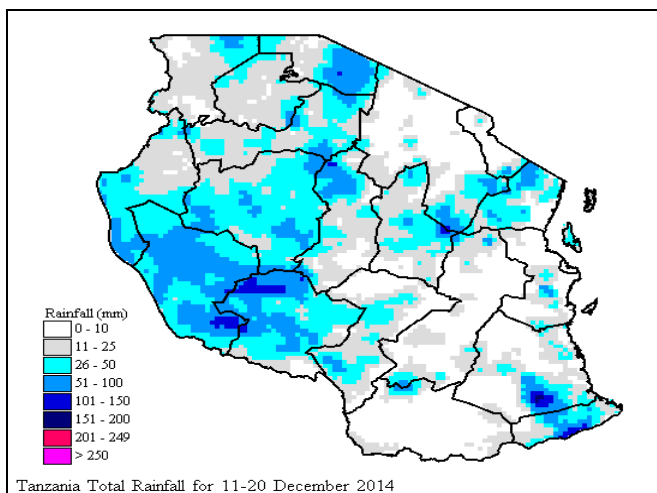 Rainfall (mm)
0 - 10
11 - 25
26 - 50
51 - 100
101 - 150
151 - 200
201 - 249
> 250
Tanzania Total Rainfall for 11-20 December 2014